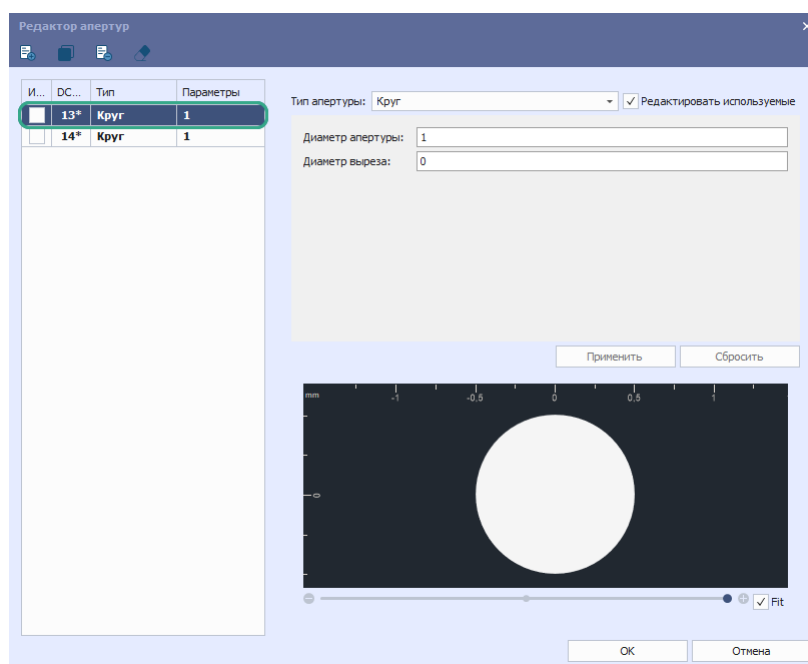 Редактор апертур
И... DC... Тип Параметры
13* Круг 1
14* Круг 1
Тип апертуры: Круг Редактировать используемые
Диаметр апертуры: 1
Диаметр выреза: 0
Применить Сбросить
mm -1 -0,5 0 0,5 1
0
Fit
OK Отмена